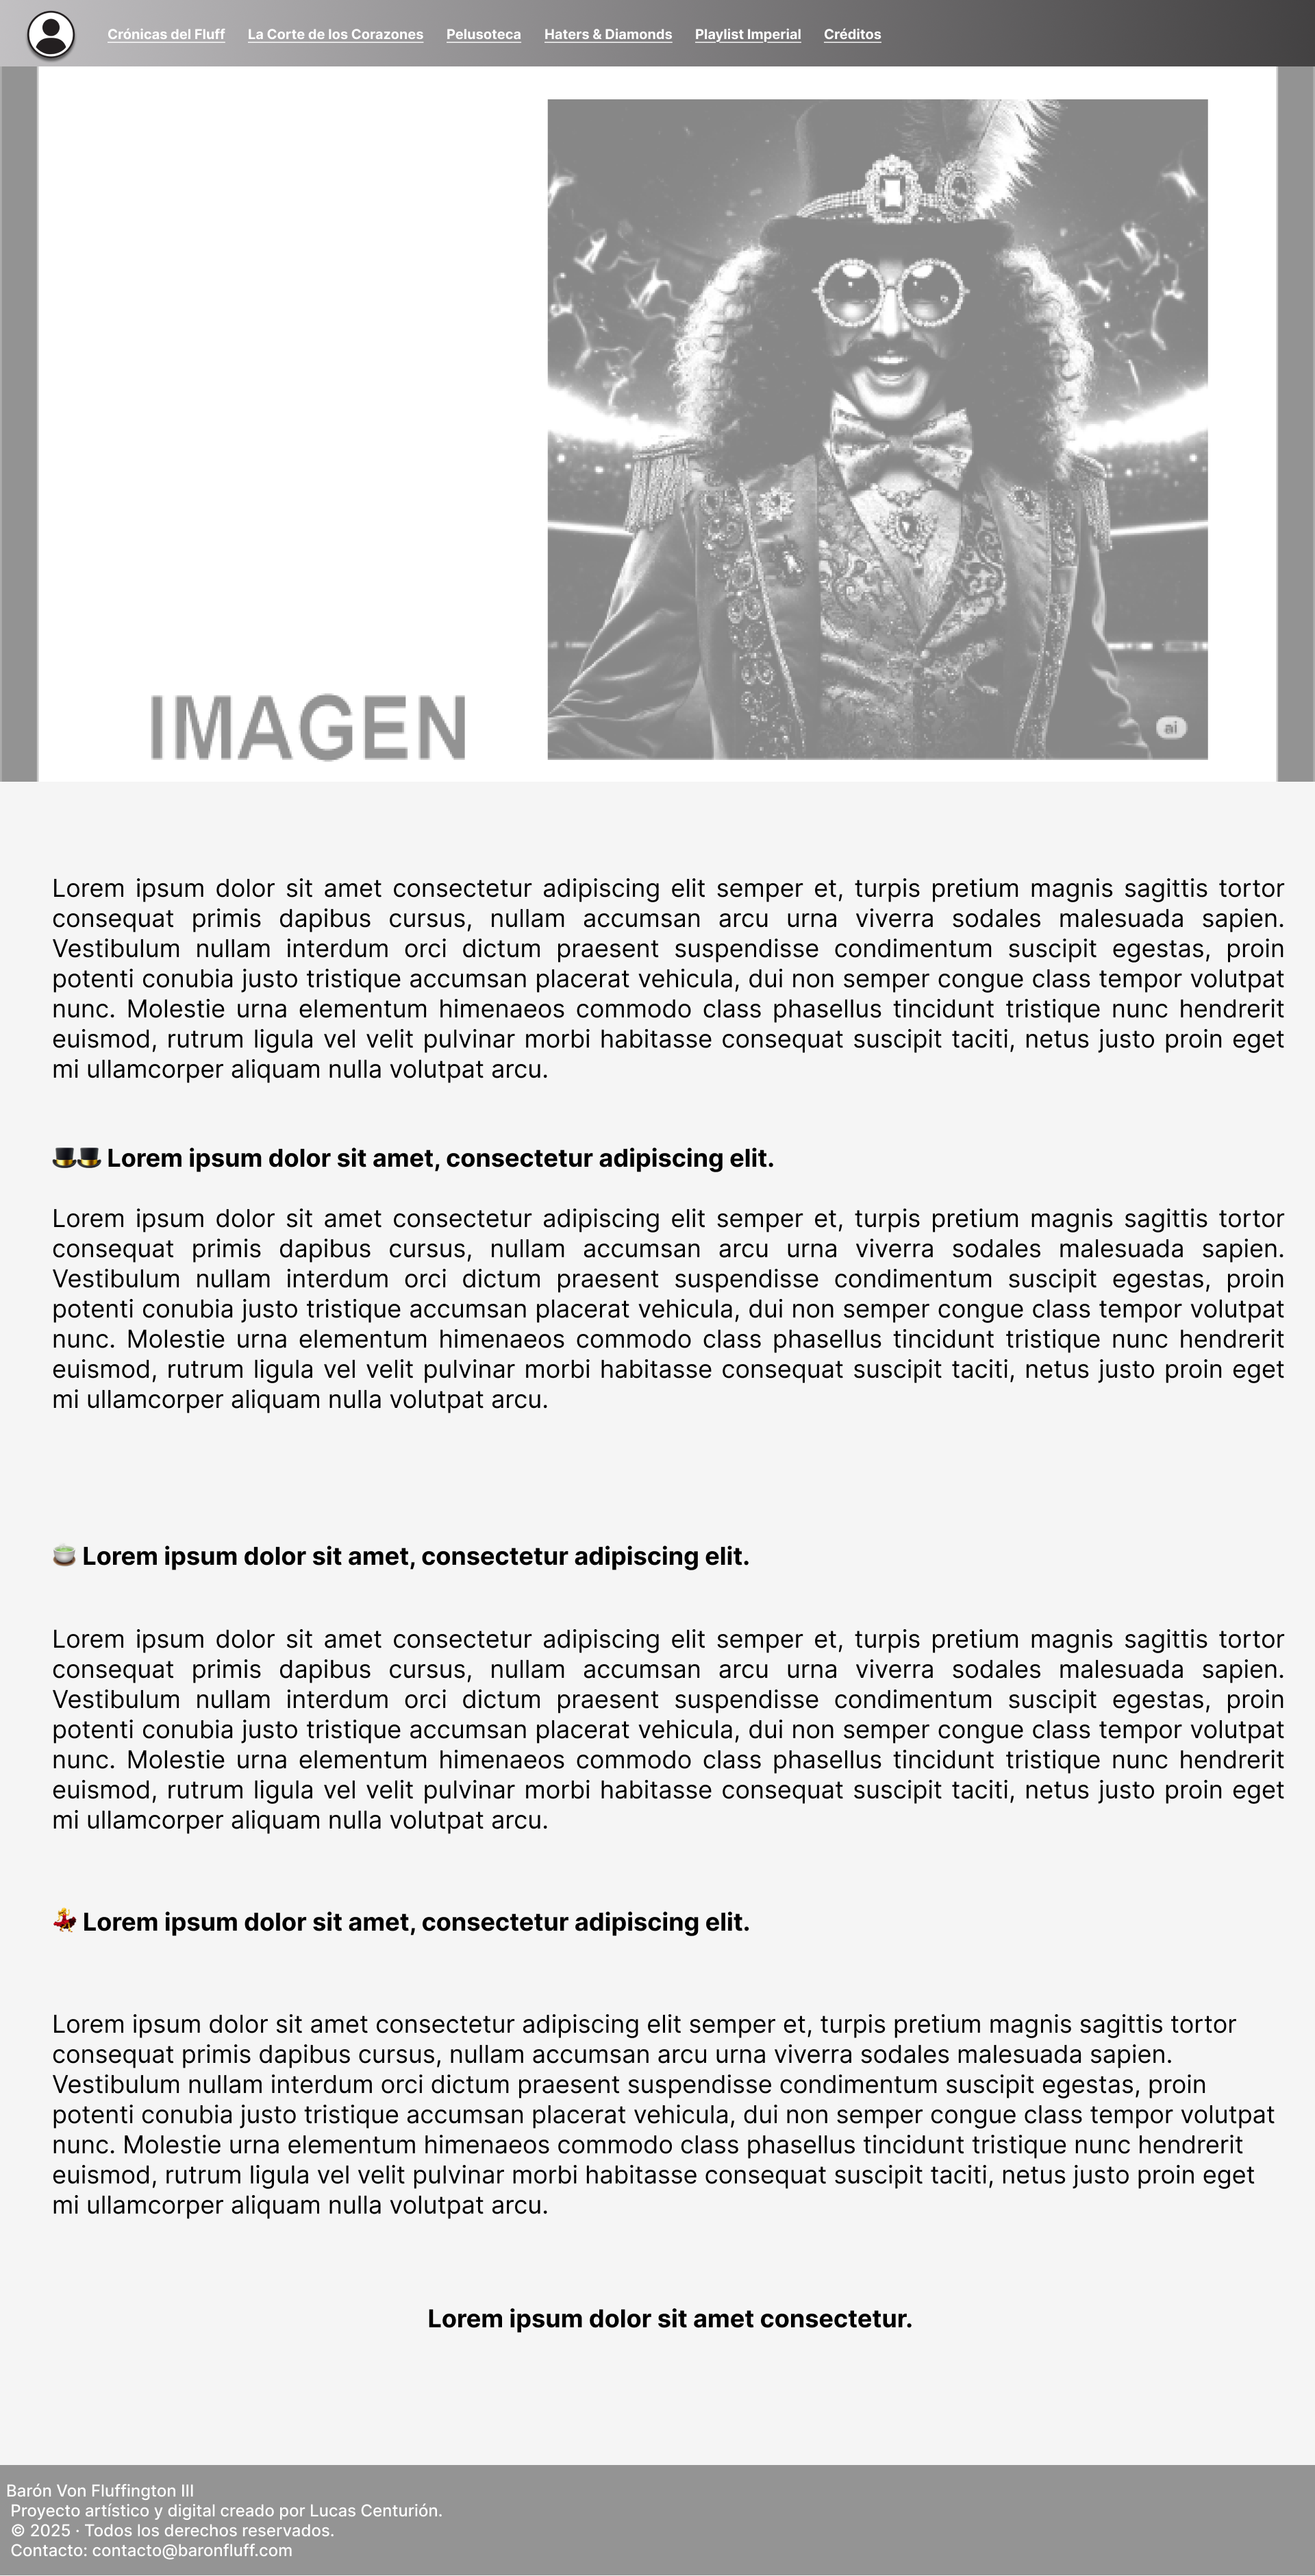 Crónicas del Fluff La Corte de los Corazones Pelusoteca Haters & Diamonds Playlist Imperial Créditos
IMAGEN
ai
Lorem ipsum dolor sit amet consectetur adipiscing elit semper et, turpis pretium magnis sagittis tortor
consequat primis dapibus cursus, nullam accumsan arcu urna viverra sodales malesuada sapien.
Vestibulum nullam interdum orci dictum praesent suspendisse condimentum suscipit egestas, proin
potenti conubia justo tristique accumsan placerat vehicula, dui non semper congue class tempor volutpat
nunc. Molestie urna elementum himenaeos commodo class phasellus tincidunt tristique nunc hendrerit
euismod, rutrum ligula vel velit pulvinar morbi habitasse consequat suscipit taciti, netus justo proin eget
mi ullamcorper aliquam nulla volutpat arcu.
🎩🎩 Lorem ipsum dolor sit amet, consectetur adipiscing elit.
Lorem ipsum dolor sit amet consectetur adipiscing elit semper et, turpis pretium magnis sagittis tortor
consequat primis dapibus cursus, nullam accumsan arcu urna viverra sodales malesuada sapien.
Vestibulum nullam interdum orci dictum praesent suspendisse condimentum suscipit egestas, proin
potenti conubia justo tristique accumsan placerat vehicula, dui non semper congue class tempor volutpat
nunc. Molestie urna elementum himenaeos commodo class phasellus tincidunt tristique nunc hendrerit
euismod, rutrum ligula vel velit pulvinar morbi habitasse consequat suscipit taciti, netus justo proin eget
mi ullamcorper aliquam nulla volutpat arcu.
🍵 Lorem ipsum dolor sit amet, consectetur adipiscing elit.
Lorem ipsum dolor sit amet consectetur adipiscing elit semper et, turpis pretium magnis sagittis tortor
consequat primis dapibus cursus, nullam accumsan arcu urna viverra sodales malesuada sapien.
Vestibulum nullam interdum orci dictum praesent suspendisse condimentum suscipit egestas, proin
potenti conubia justo tristique accumsan placerat vehicula, dui non semper congue class tempor volutpat
nunc. Molestie urna elementum himenaeos commodo class phasellus tincidunt tristique nunc hendrerit
euismod, rutrum ligula vel velit pulvinar morbi habitasse consequat suscipit taciti, netus justo proin eget
mi ullamcorper aliquam nulla volutpat arcu.
💃 Lorem ipsum dolor sit amet, consectetur adipiscing elit.
Lorem ipsum dolor sit amet consectetur adipiscing elit semper et, turpis pretium magnis sagittis tortor
consequat primis dapibus cursus, nullam accumsan arcu urna viverra sodales malesuada sapien.
Vestibulum nullam interdum orci dictum praesent suspendisse condimentum suscipit egestas, proin
potenti conubia justo tristique accumsan placerat vehicula, dui non semper congue class tempor volutpat
nunc. Molestie urna elementum himenaeos commodo class phasellus tincidunt tristique nunc hendrerit
euismod, rutrum ligula vel velit pulvinar morbi habitasse consequat suscipit taciti, netus justo proin eget
mi ullamcorper aliquam nulla volutpat arcu.
Lorem ipsum dolor sit amet consectetur.
Barón Von Fluffington III
Proyecto artístico y digital creado por Lucas Centurión.
© 2025 · Todos los derechos reservados.
Contacto: contacto@baronfluff.com